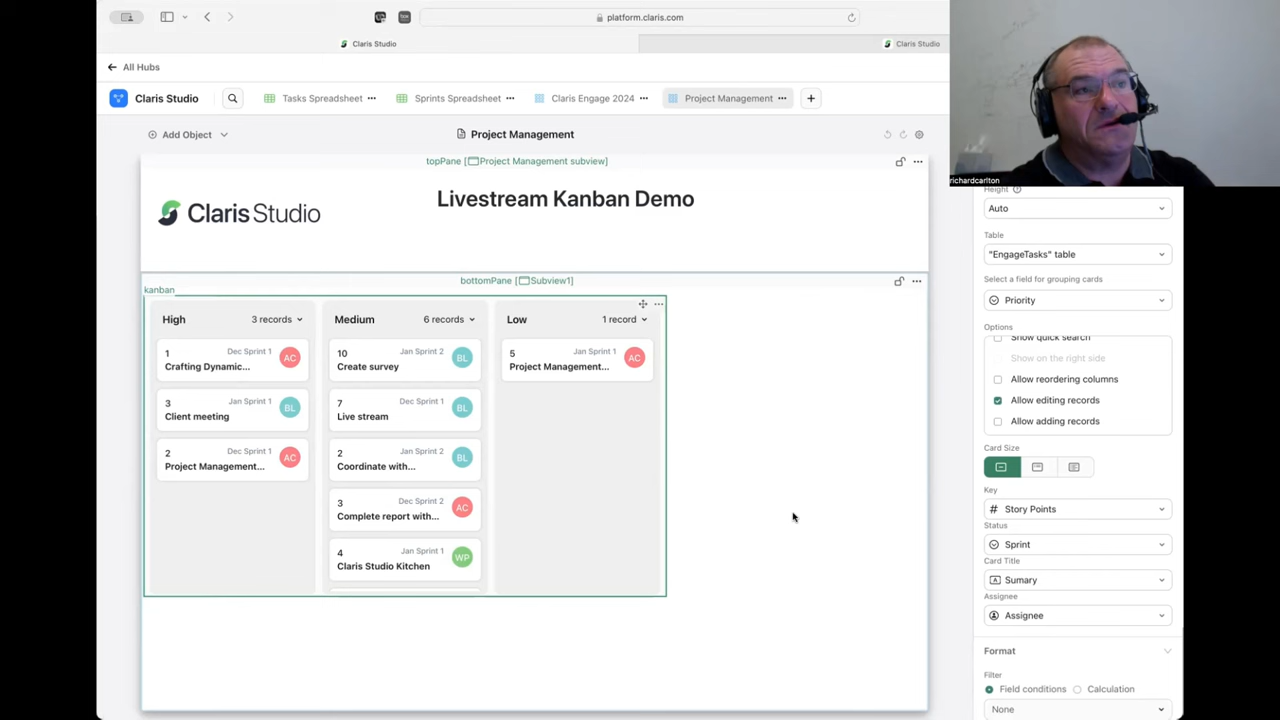 platform.claris.com
Claris Studio
Claris Studio
All Hubs
Claris Studio
Tasks Spreadsheet
Sprints Spreadsheet
Claris Engage 2024
Project Management
Add Object
Project Management
topPane [Project Management subview]
richardcarlton
Claris Studio
Livestream Kanban Demo
bottomPane [Subview1]
kanban
High
3 records
1
Dec Sprint 1
Crafting Dynamic...
AC
3
Jan Sprint 1
Client meeting
BL
2
Dec Sprint 1
Project Management...
AC
Medium
6 records
10
Jan Sprint 2
Create survey
BL
7
Dec Sprint 1
Live stream
BL
2
Jan Sprint 2
Coordinate with...
BL
3
Dec Sprint 2
Complete report with...
AC
4
Jan Sprint 1
Claris Studio Kitchen
WP
Low
1 record
5
Jan Sprint 1
Project Management...
AC
Height
Auto
Table
"EngageTasks" table
Select a field for grouping cards
Priority
Options
Show quick search
Show on the right side
Allow reordering columns
Allow editing records
Allow adding records
Card Size
Key
# Story Points
Status
Sprint
Card Title
Sumary
Assignee
Assignee
Format
Filter
Field conditions
Calculation
None